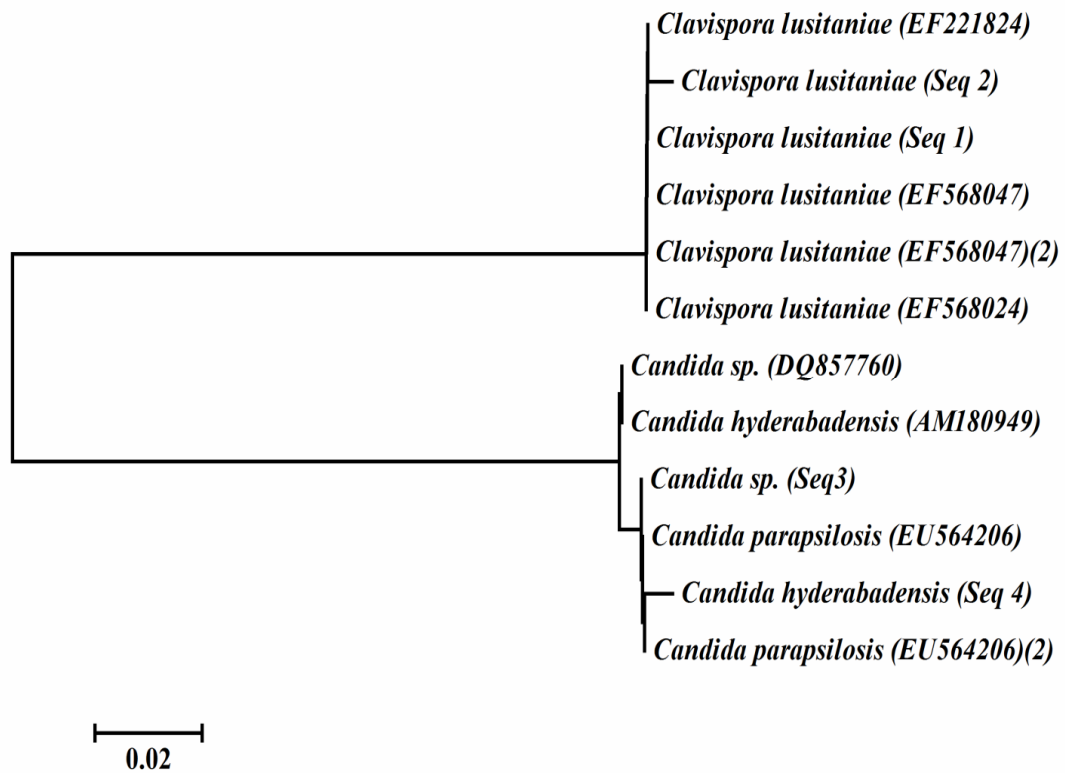 Clavispora lusitaniae (EF221824)
Clavispora lusitaniae (Seq 2)
Clavispora lusitaniae (Seq 1)
Clavispora lusitaniae (EF568047)
Clavispora lusitaniae (EF568047)(2)
Clavispora lusitaniae (EF568024)
Candida sp. (DQ857760)
Candida hyderabadensis (AM180949)
Candida sp. (Seq3)
Candida parapsilosis (EU564206)
Candida hyderabadensis (Seq 4)
Candida parapsilosis (EU564206)(2)
0.02